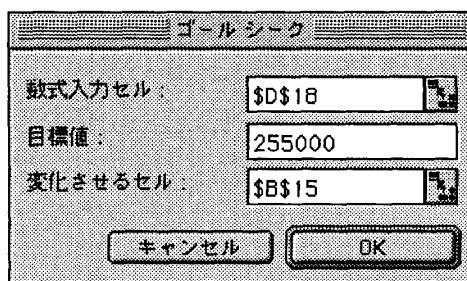 ゴールシーク
数式入力セル：
$D$18
目標値：
255000
変化させるセル：
$B$15
キャンセル
OK